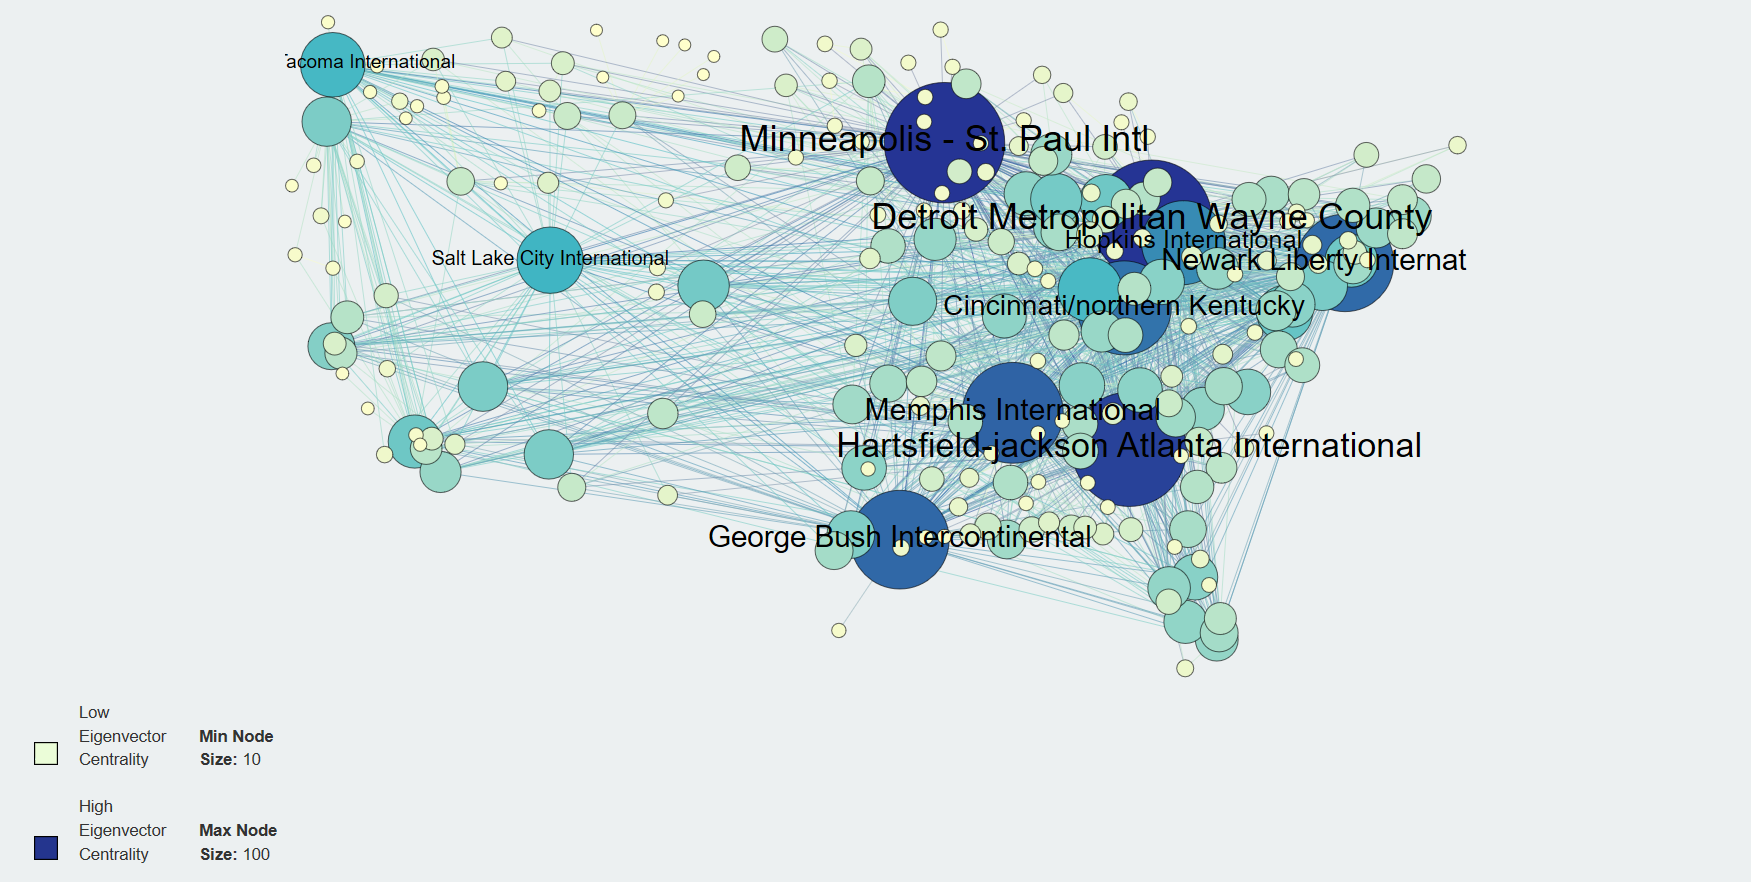 acoma International
Minneapolis - St. Paul Intl
Detroit Metropolitan Wayne County
Hopkins International
Salt Lake City International
Newark Liberty Internat
Cincinnati/northern Kentucky
Memphis International
Hartsfield-jackson Atlanta International
George Bush Intercontinental
Low
Eigenvector Min Node
Centrality Size: 10
High
Eigenvector Max Node
Centrality Size: 100